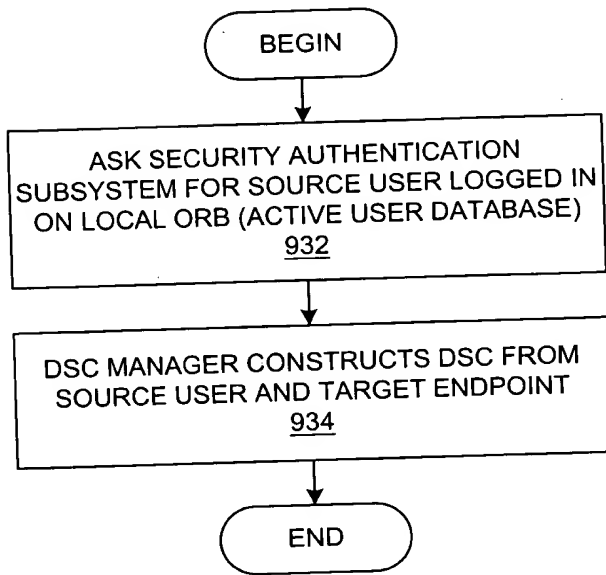 BEGIN
ASK SECURITY AUTHENTICATION
SUBSYSTEM FOR SOURCE USER LOGGED IN
ON LOCAL ORB (ACTIVE USER DATABASE)
932
DSC MANAGER CONSTRUCTS DSC FROM
SOURCE USER AND TARGET ENDPOINT
934
END